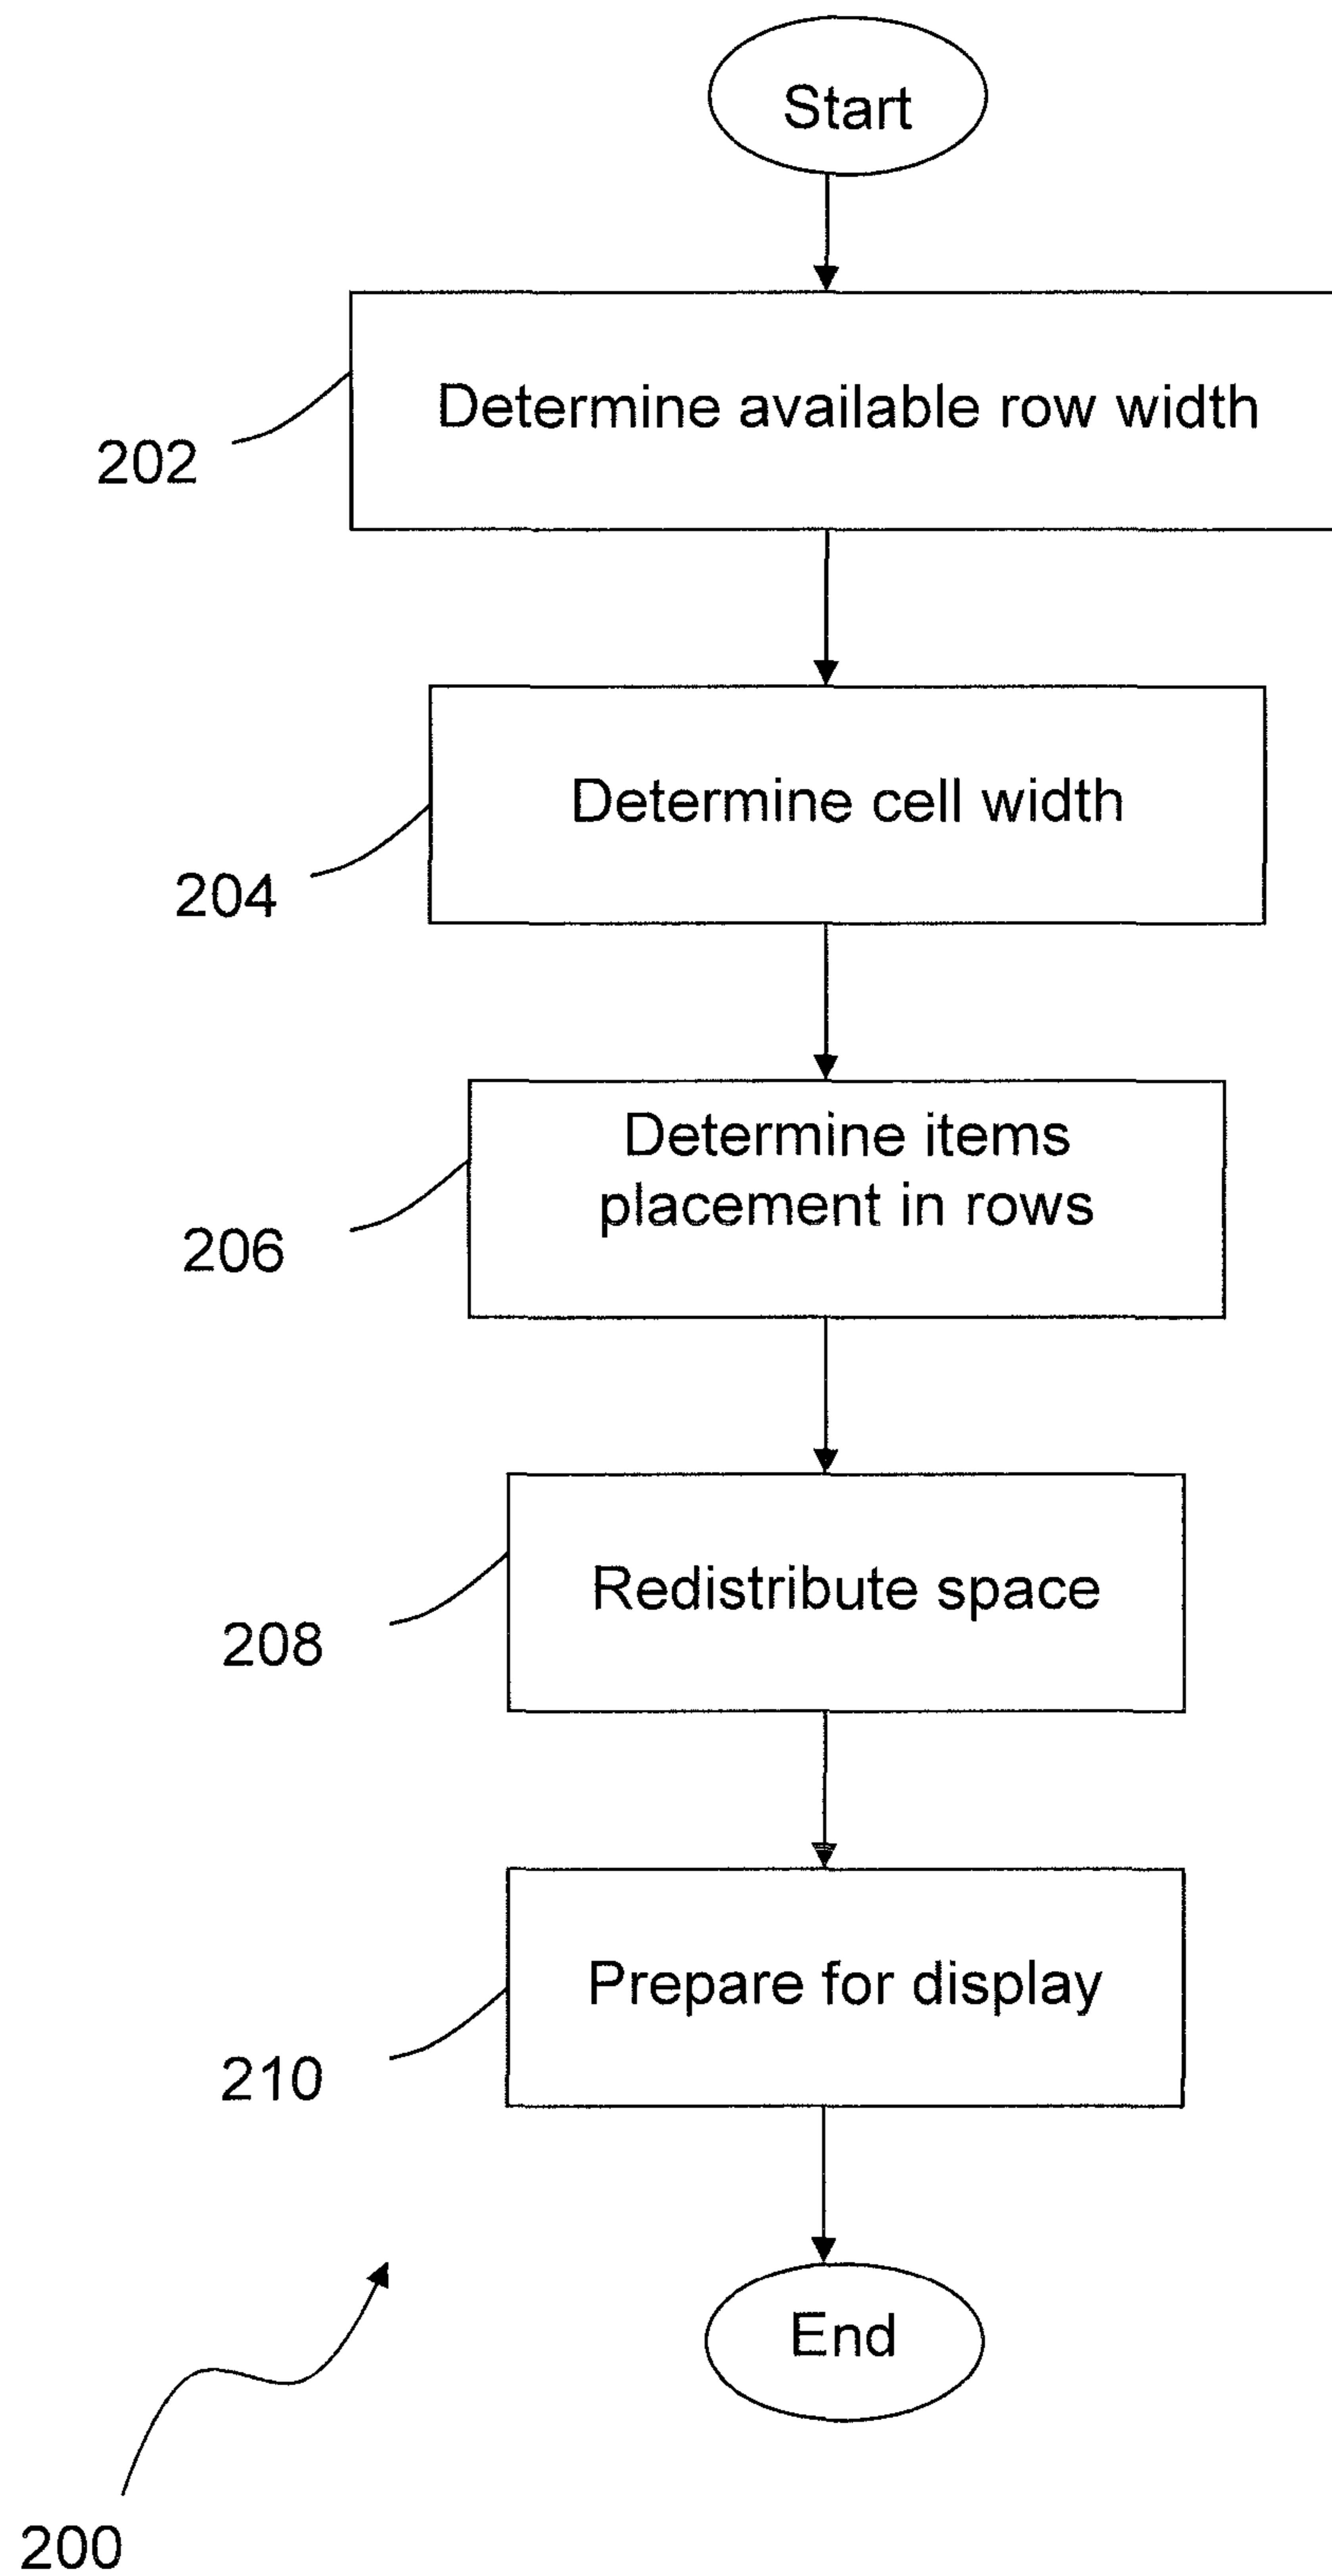 Start
Determine available row width
202
Determine cell width
204
Determine items
placement in rows
206
Redistribute space
208
Prepare for display
210
End
200